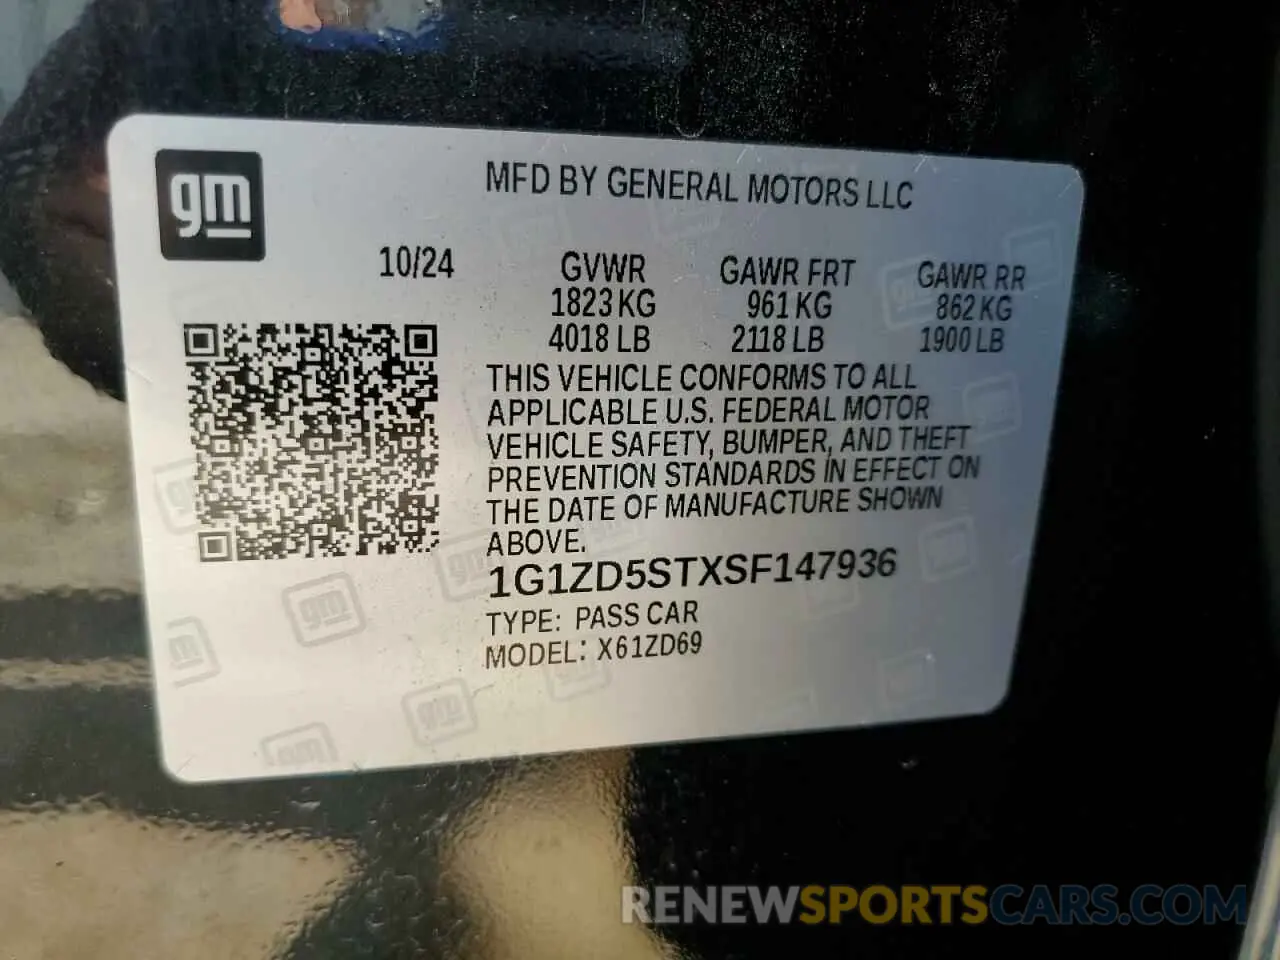 gm
MFD BY GENERAL MOTORS LLC
10/24 GVWR GAWR FRT GAWR RR
1823 KG 961 KG 862 KG
4018 LB 2118 LB 1900 LB
THIS VEHICLE CONFORMS TO ALL
APPLICABLE U.S. FEDERAL MOTOR
VEHICLE SAFETY, BUMPER, AND THEFT
PREVENTION STANDARDS IN EFFECT ON
THE DATE OF MANUFACTURE SHOWN
ABOVE.
1G1ZD5STXSF147936
TYPE: PASS CAR
MODEL: X61ZD69
RENEWSPORTSCARS.COM